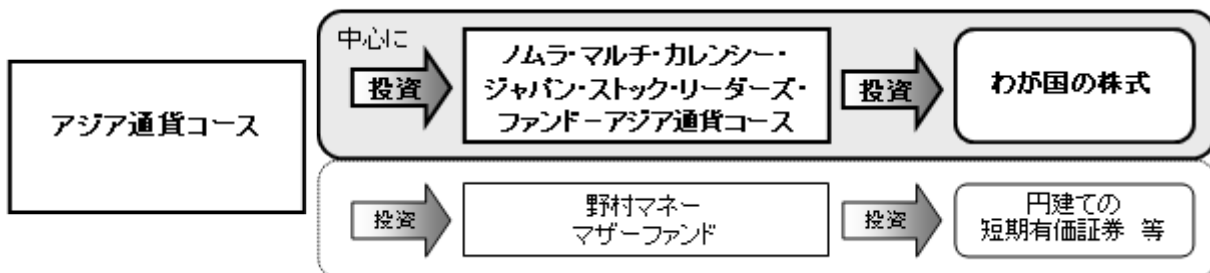 アジア通貨コース
中心に
投資
ノムラ・マルチ・カレンシー・
ジャパン・ストック・リーダーズ・
ファンド－アジア通貨コース
投資
わが国の株式
投資
野村マネー
マザーファンド
投資
円建ての
短期有価証券 等